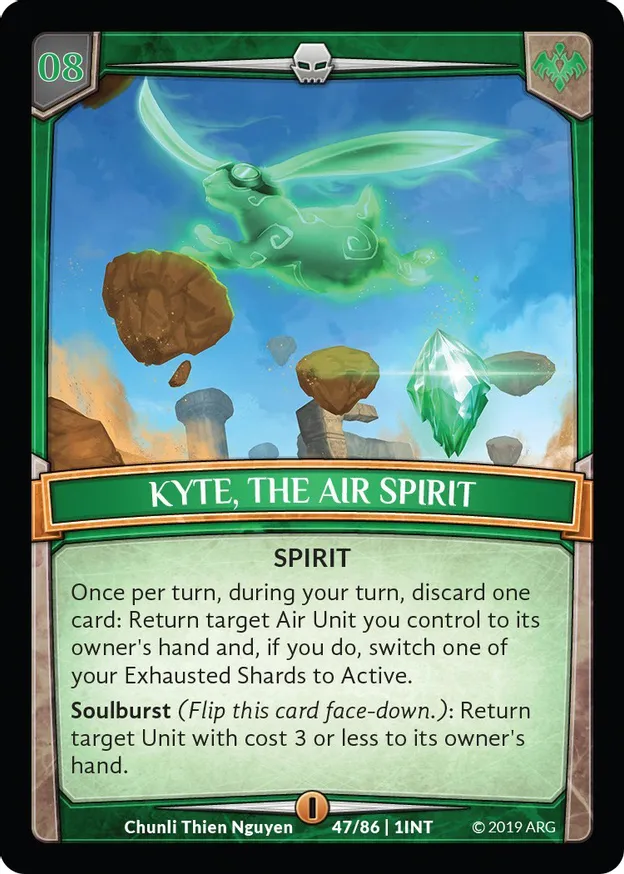 08
KYTE, THE AIR SPIRIT
SPIRIT
Once per turn, during your turn, discard one
card: Return target Air Unit you control to its
owner's hand and, if you do, switch one of
your Exhausted Shards to Active.
Soulburst (Flip this card face-down.): Return
target Unit with cost 3 or less to its owner's
hand.
I
Chunli Thien Nguyen 47/86 | 1INT © 2019 ARG